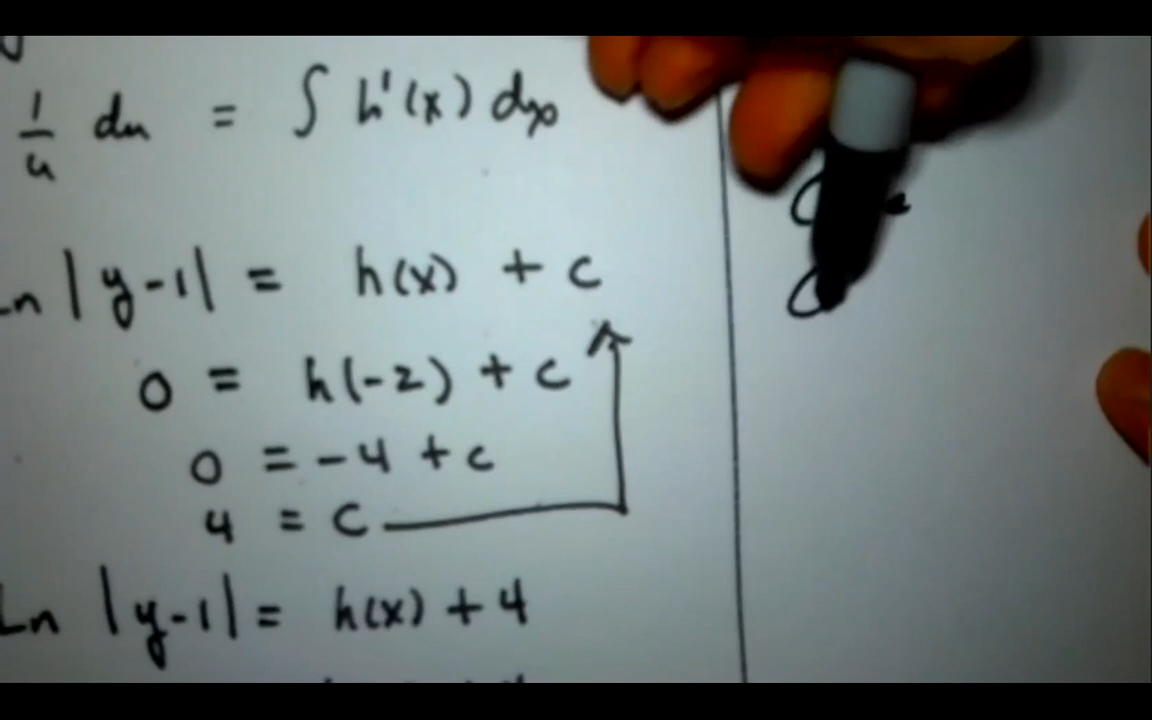 1/u du = ∫ h'(x) dx
Ln |y-1| = h(x) + c
0 = h(-2) + c
0 = -4 + c
4 = c
Ln |y-1| = h(x) + 4